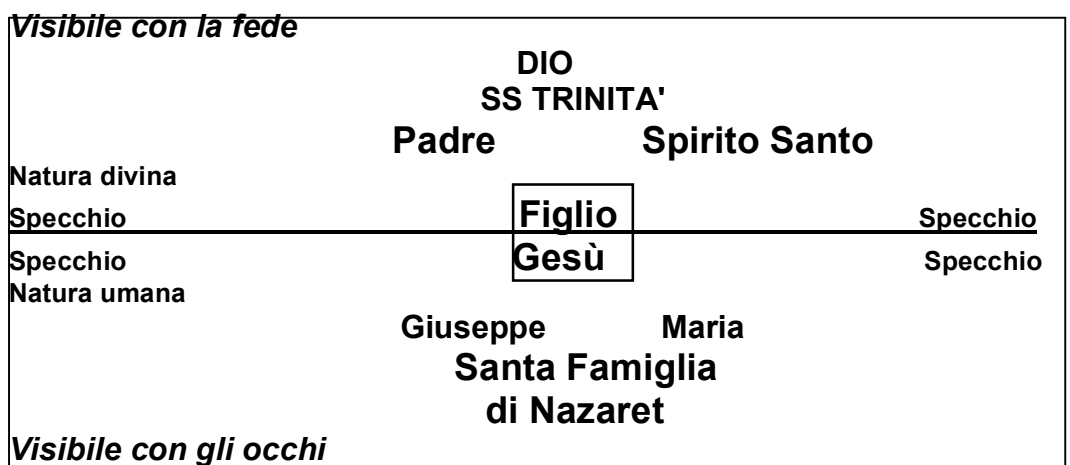 Visibile con la fede
DIO
SS TRINITA'
Padre Spirito Santo
Natura divina
Specchio Figlio Specchio
Specchio Gesù Specchio
Natura umana
Giuseppe Maria
Santa Famiglia
di Nazaret
Visibile con gli occhi